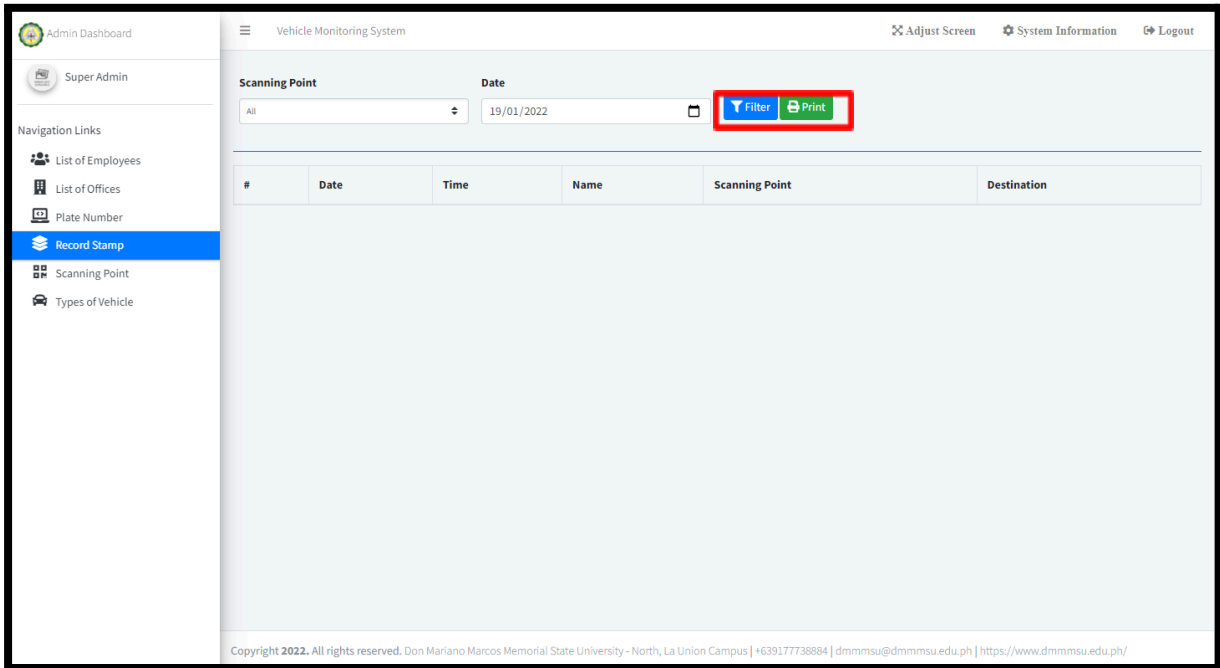 Admin Dashboard
Vehicle Monitoring System
Adjust Screen
System Information
Logout
Super Admin
Navigation Links
List of Employees
List of Offices
Plate Number
Record Stamp
Scanning Point
Types of Vehicle
Scanning Point
Date
All
19/01/2022
Filter
Print
# Date Time Name Scanning Point Destination
Copyright 2022. All rights reserved. Don Mariano Marcos Memorial State University - North, La Union Campus | +639177738884 | dmmmsu@dmmmsu.edu.ph | https://www.dmmmsu.edu.ph/